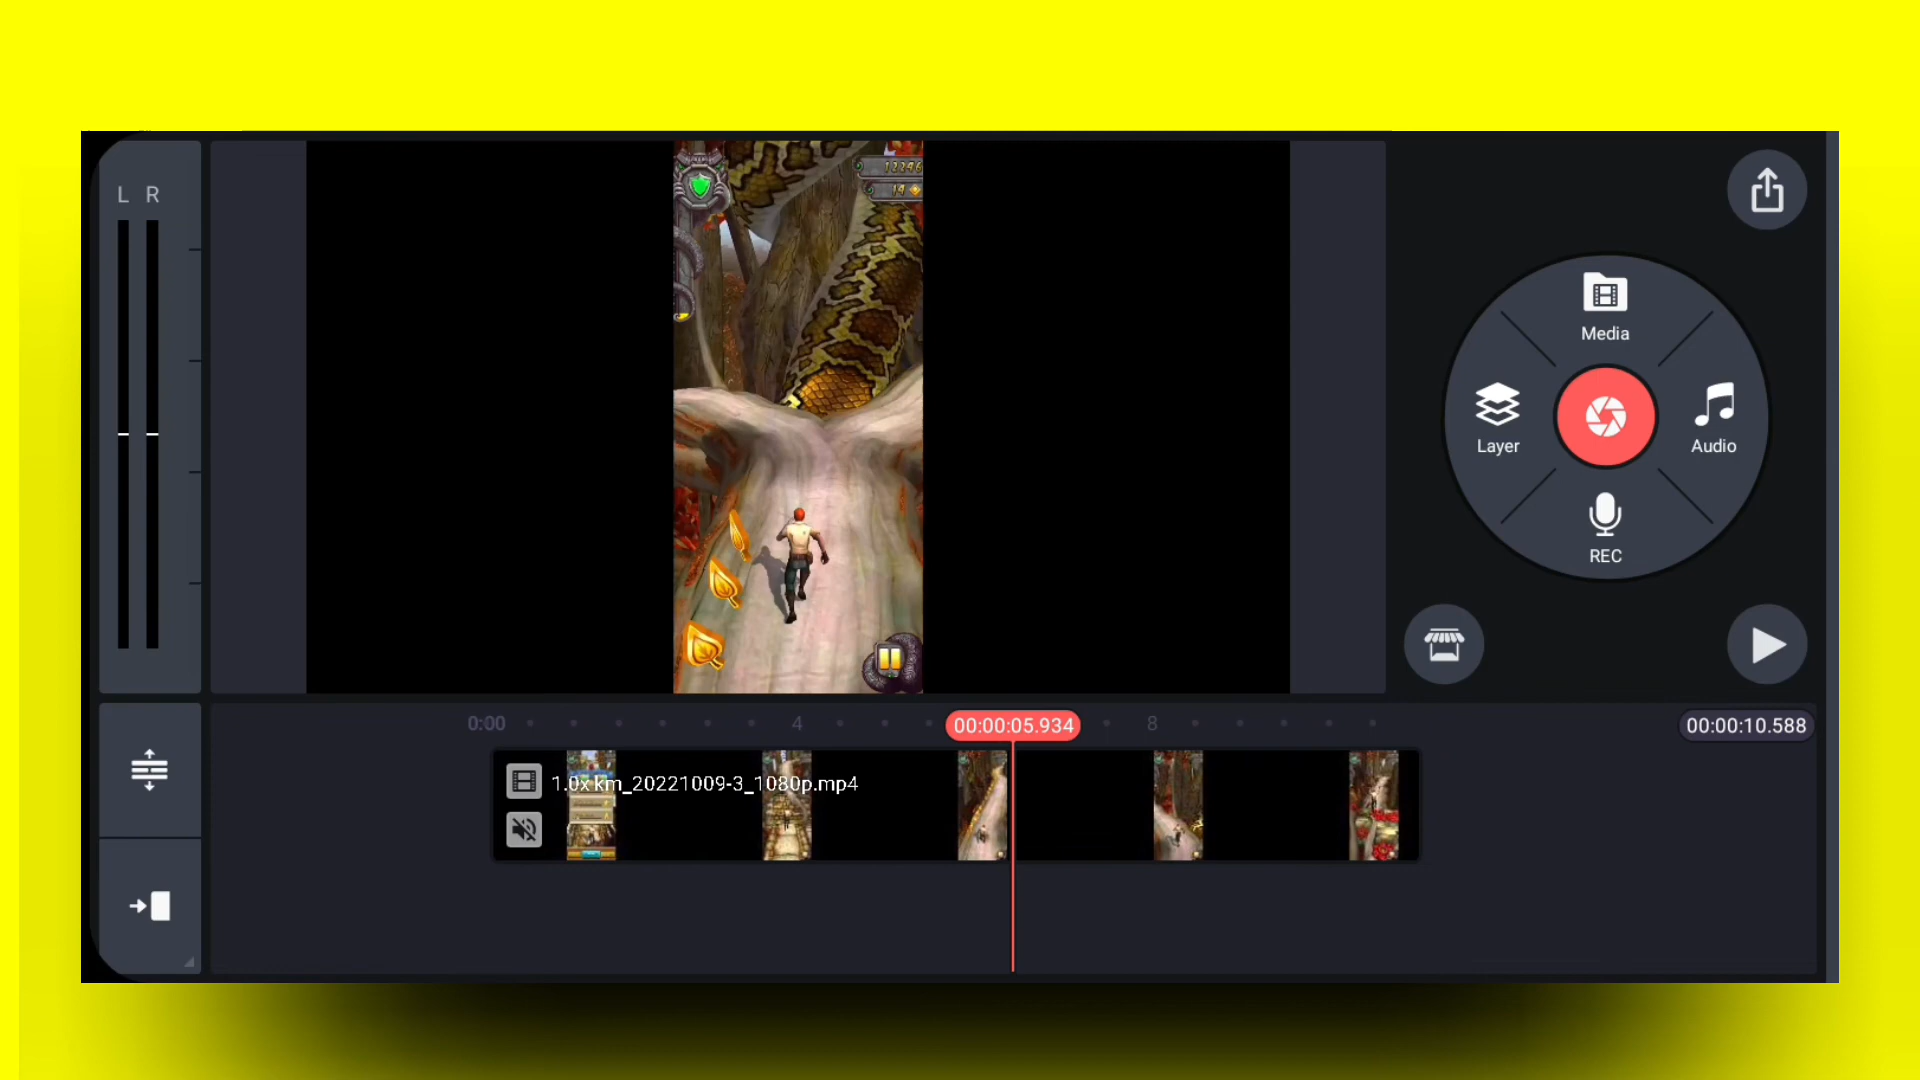 L R
12246
14
Media
Layer
Audio
REC
0:00
4
00:00:05.934
8
00:00:10.588
1.0x km_20221009-3_1080p.mp4